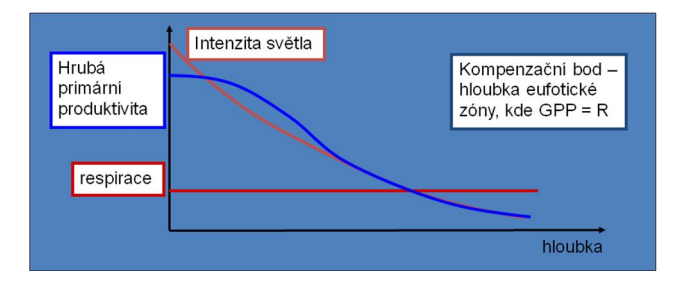 Intenzita světla
Hrubá
primární
produktivita
Kompenzační bod –
hloubka eufotické
zóny, kde GPP = R
respirace
hloubka